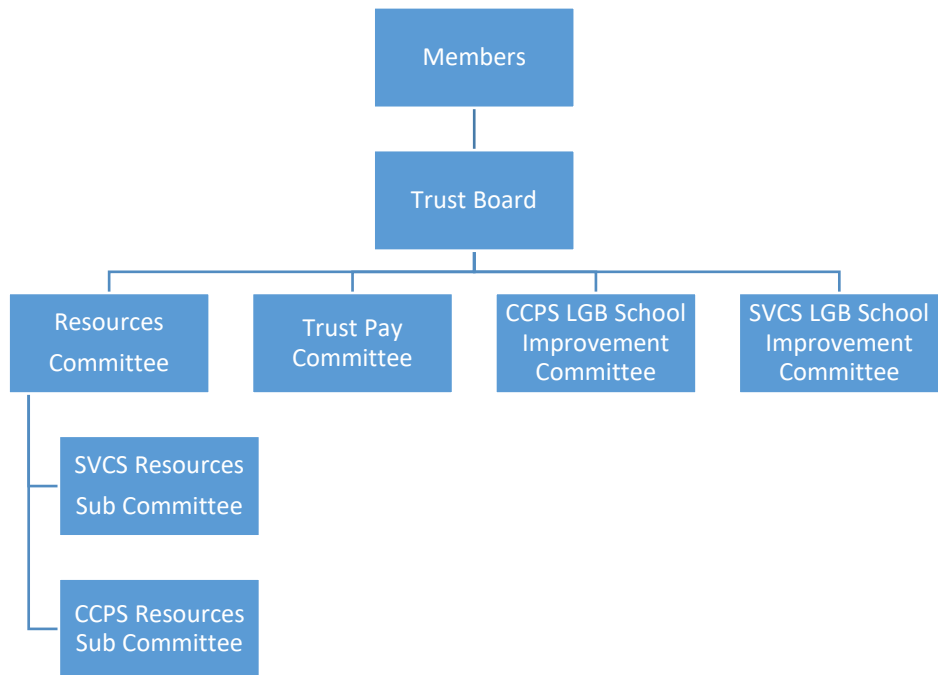 Members
Trust Board
Resources
Committee
Trust Pay
Committee
CCPS LGB School
Improvement
Committee
SVCS LGB School
Improvement
Committee
SVCS Resources
Sub Committee
CCPS Resources
Sub Committee